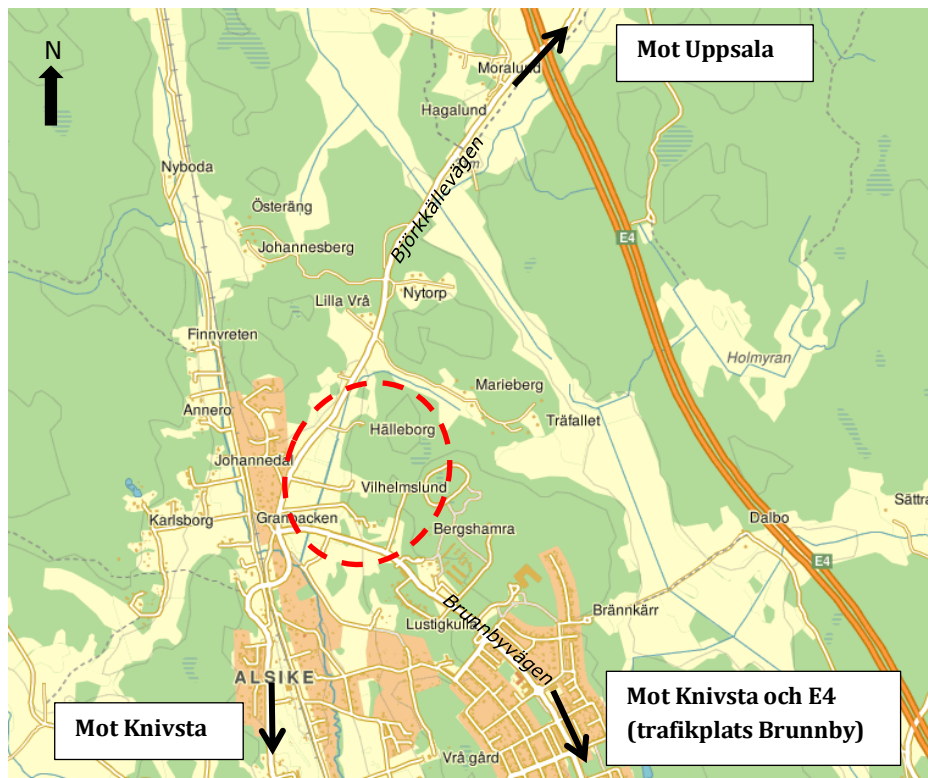 N
Mot Uppsala
Moralund
Hagalund
Björkkällevägen
Nyboda
Österäng
Johannesberg
E4
Nytorp
Lilla Vrå
Finnvreten
Holmyran
Marieberg
Annero
Träfallet
Hälleborg
Johannedal
Vilhelmslund
Sättra
Karlsborg
Granbacken
Dalbo
Bergshamra
E4
Brännkärr
Lustigkulla
Brunnbyvägen
ALSIKE
Mot Knivsta och E4
(trafikplats Brunnby)
Mot Knivsta
Vrå gård